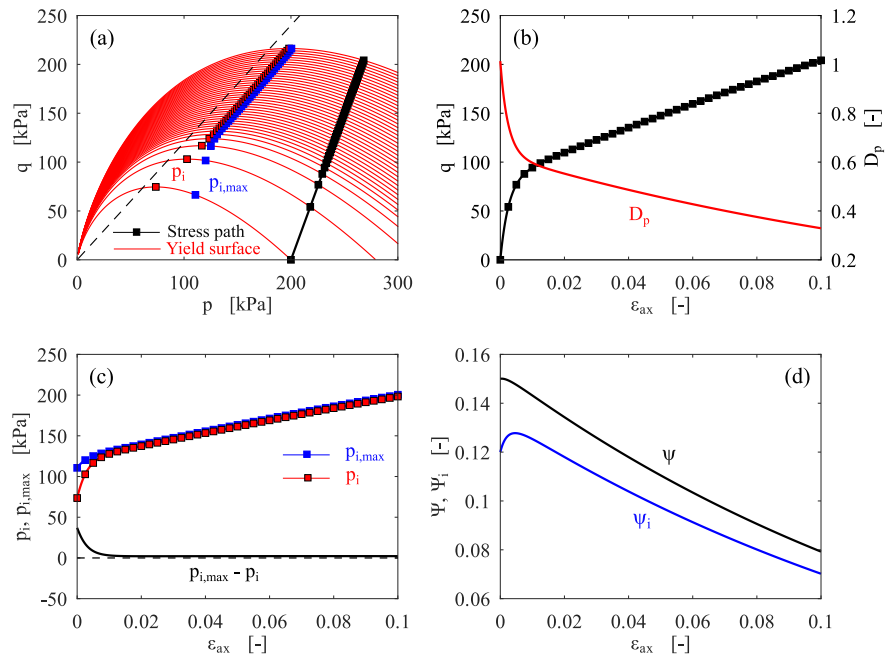 (a)
250
200
150
100
50
0
q [kPa]
p_i
p_i,max
Stress path
Yield surface
0 100 200 300
p [kPa]
(b)
250
200
150
100
50
0
q [kPa]
1.2
1
0.8
0.6
0.4
0.2
D_p [-]
D_p
0 0.02 0.04 0.06 0.08 0.1
ε_ax [-]
(c)
250
200
150
100
50
0
-50
p_i, p_i,max [kPa]
p_i,max
p_i
p_i,max - p_i
0 0.02 0.04 0.06 0.08 0.1
ε_ax [-]
(d)
0.16
0.14
0.12
0.1
0.08
0.06
Ψ, Ψ_i [-]
ψ
ψ_i
0 0.02 0.04 0.06 0.08 0.1
ε_ax [-]